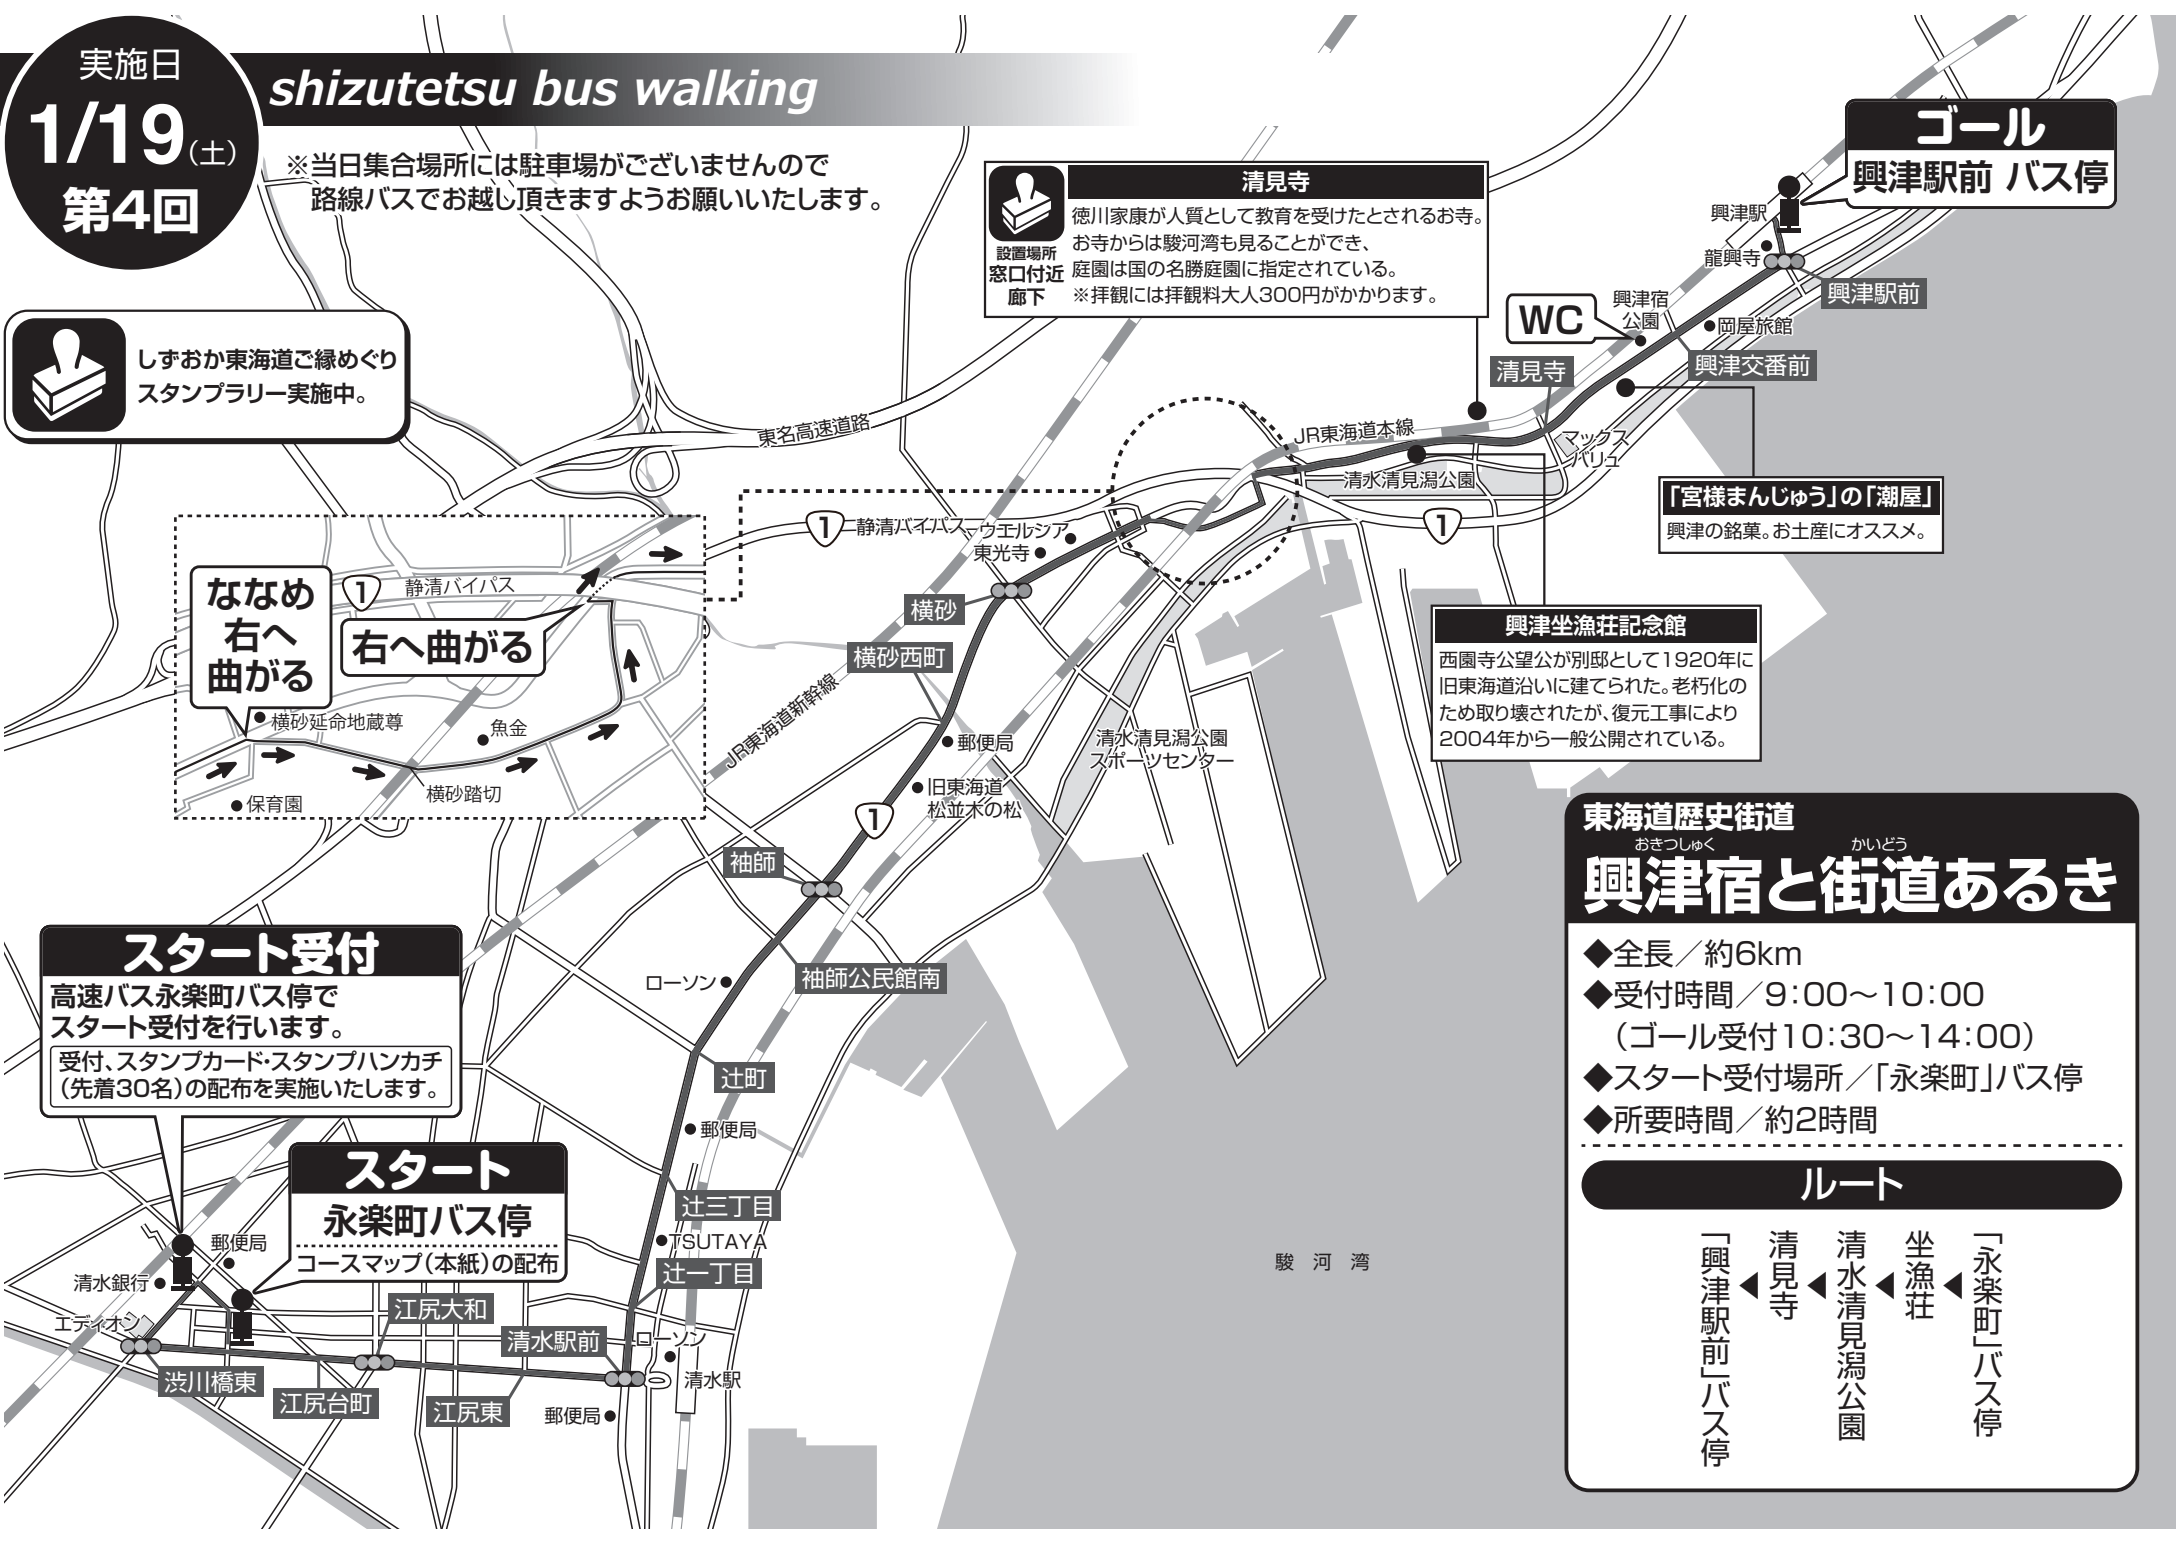 実施日
1/19(土)
第4回
shizutetsu bus walking
※当日集合場所には駐車場がございませんので
路線バスでお越し頂きますようお願いいたします。
しずおか東海道ご縁めぐり
スタンプラリー実施中。
設置場所
窓口付近
廊下
清見寺
徳川家康が人質として教育を受けたとされるお寺。
お寺からは駿河湾も見ることができ、
庭園は国の名勝庭園に指定されている。
※拝観には拝観料大人300円がかかります。
ゴール
興津駅前 バス停
興津駅
龍興寺
興津駅前
WC
興津宿
公園
岡屋旅館
興津交番前
清見寺
東名高速道路
JR東海道本線
マックス
バリュ
清水清見潟公園
「宮様まんじゅう」の「潮屋」
興津の銘菓。お土産にオススメ。
1
静清バイパス
ウエルシア
東光寺
1
横砂
横砂西町
興津坐漁荘記念館
西園寺公望公が別邸として1920年に
旧東海道沿いに建てられた。老朽化の
ため取り壊されたが、復元工事により
2004年から一般公開されている。
ななめ
右へ
曲がる
1
静清バイパス
右へ曲がる
横砂延命地蔵尊
魚金
横砂踏切
保育園
JR東海道新幹線
郵便局
清水清見潟公園
スポーツセンター
旧東海道
松並木の松
1
袖師
袖師公民館南
ローソン
辻町
郵便局
辻三丁目
TSUTAYA
辻一丁目
スタート受付
高速バス永楽町バス停で
スタート受付を行います。
受付、スタンプカード・スタンプハンカチ
(先着30名)の配布を実施いたします。
スタート
永楽町バス停
コースマップ(本紙)の配布
郵便局
清水銀行
エディオン
渋川橋東
江尻台町
江尻大和
江尻東
清水駅前
ローソン
清水駅
郵便局
駿 河 湾
東海道歴史街道
おきつしゅく かいどう
興津宿と街道あるき
◆全長/約6km
◆受付時間/9:00〜10:00
(ゴール受付10:30〜14:00)
◆スタート受付場所/「永楽町」バス停
◆所要時間/約2時間
ルート
「永楽町」バス停
◀
坐漁荘
◀
清水清見潟公園
◀
清見寺
◀
「興津駅前」バス停